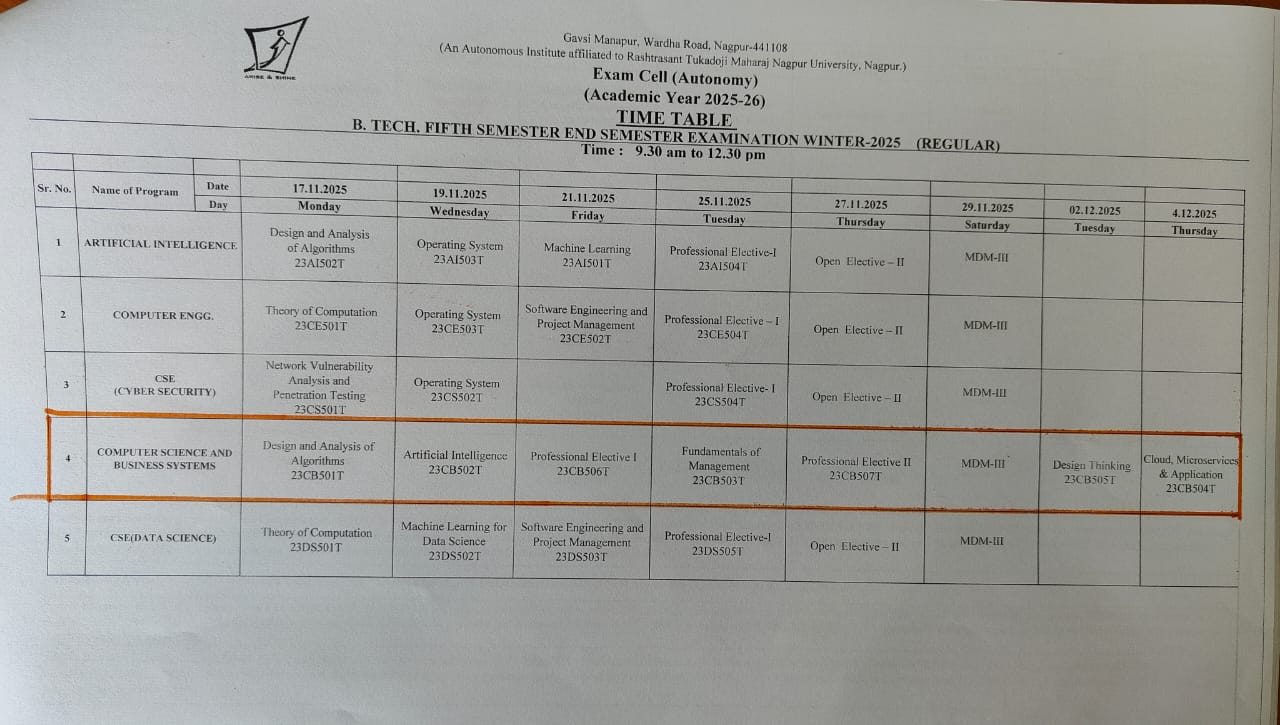 ARISE & SHINE
Gavsi Manapur, Wardha Road, Nagpur-441108
(An Autonomous Institute affiliated to Rashtrasant Tukadoji Maharaj Nagpur University, Nagpur.)
Exam Cell (Autonomy)
(Academic Year 2025-26)
TIME TABLE
B. TECH. FIFTH SEMESTER END SEMESTER EXAMINATION WINTER-2025 (REGULAR)
Time : 9.30 am to 12.30 pm
Sr. No. Name of Program Date 17.11.2025 19.11.2025 21.11.2025 25.11.2025 27.11.2025 29.11.2025 02.12.2025 4.12.2025
Day Monday Wednesday Friday Tuesday Thursday Saturday Tuesday Thursday
1 ARTIFICIAL INTELLIGENCE
Design and Analysis
of Algorithms
23AI502T
Operating System
23AI503T
Machine Learning
23AI501T
Professional Elective-I
23AI504T
Open Elective – II
MDM-III
2 COMPUTER ENGG.
Theory of Computation
23CE501T
Operating System
23CE503T
Software Engineering and
Project Management
23CE502T
Professional Elective – I
23CE504T
Open Elective – II
MDM-III
3 CSE
(CYBER SECURITY)
Network Vulnerability
Analysis and
Penetration Testing
23CS501T
Operating System
23CS502T
Professional Elective- I
23CS504T
Open Elective – II
MDM-III
4 COMPUTER SCIENCE AND
BUSINESS SYSTEMS
Design and Analysis of
Algorithms
23CB501T
Artificial Intelligence
23CB502T
Professional Elective I
23CB506T
Fundamentals of
Management
23CB503T
Professional Elective II
23CB507T
MDM-III
Design Thinking
23CB505T
Cloud, Microservices
& Application
23CB504T
5 CSE(DATA SCIENCE)
Theory of Computation
23DS501T
Machine Learning for
Data Science
23DS502T
Software Engineering and
Project Management
23DS503T
Professional Elective-I
23DS505T
Open Elective – II
MDM-III